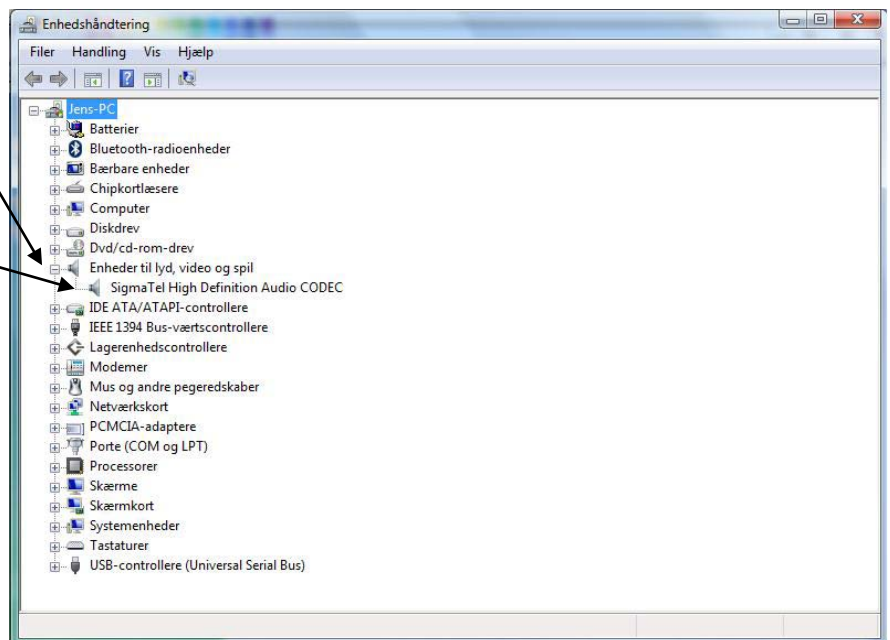 Enhedshåndtering
Filer Handling Vis Hjælp
Jens-PC
Batterier
Bluetooth-radioenheder
Bærbare enheder
Chipkortlæsere
Computer
Diskdrev
Dvd/cd-rom-drev
Enheder til lyd, video og spil
SigmaTel High Definition Audio CODEC
IDE ATA/ATAPI-controllere
IEEE 1394 Bus-værtscontrollere
Lagerenhedscontrollere
Modemer
Mus og andre pegeredskaber
Netværkskort
PCMCIA-adaptere
Porte (COM og LPT)
Processorer
Skærme
Skærmkort
Systemenheder
Tastaturer
USB-controllere (Universal Serial Bus)